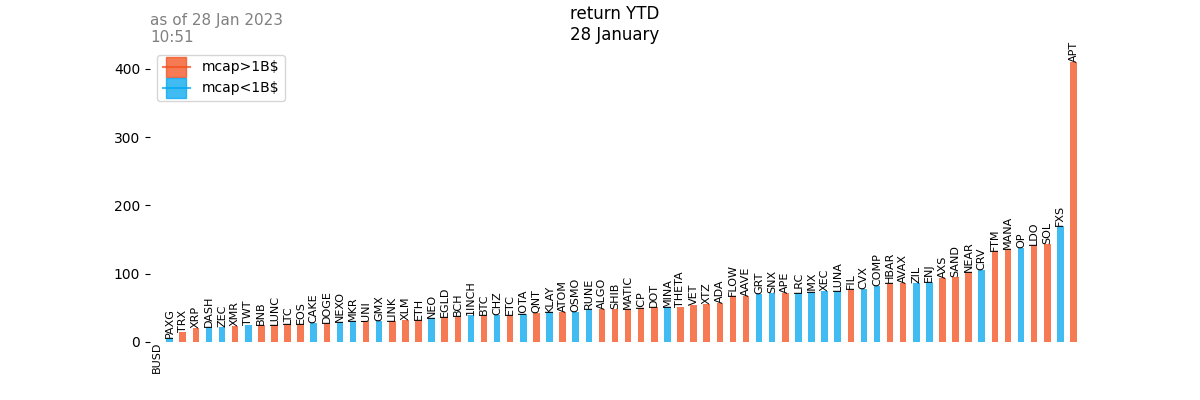 as of 28 Jan 2023
10:51
return YTD
28 January
mcap>1B$
mcap<1B$
400
300
200
100
0
BUSD
PAXG
TRX
XRP
DASH
ZEC
XMR
TWT
BNB
LUNC
LTC
EOS
CAKE
DOGE
NEXO
MKR
UNI
GMX
LINK
XLM
ETH
NEO
EGLD
BCH
1INCH
BTC
CHZ
ETC
IOTA
QNT
KLAY
ATOM
OSMO
RUNE
ALGO
SHIB
MATIC
ICP
DOT
MINA
THETA
VET
XTZ
ADA
FLOW
AAVE
GRT
SNX
APE
LRC
IMX
XEC
LUNA
FIL
CVX
COMP
HBAR
AVAX
ZIL
ENJ
AXS
SAND
NEAR
CRV
FTM
MANA
OP
LDO
SOL
FXS
APT